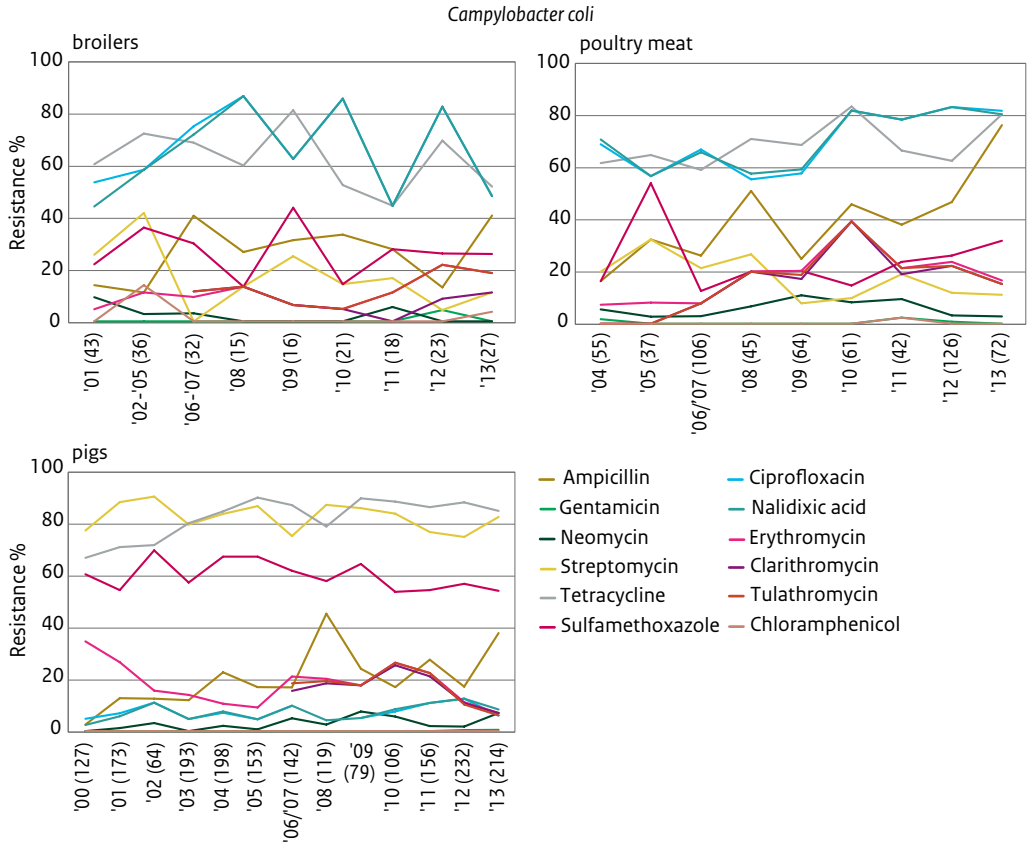 Campylobacter coli
broilers
100
80
60
40
20
0
Resistance %
'01 (43)
'02-'05 (36)
'06-'07 (32)
'08 (15)
'09 (16)
'10 (21)
'11 (18)
'12 (23)
'13(27)
poultry meat
100
80
60
40
20
0
'04 (55)
'05 (37)
'06/'07 (106)
'08 (45)
'09 (64)
'10 (61)
'11 (42)
'12 (126)
'13 (72)
pigs
100
80
60
40
20
0
Resistance %
'00 (127)
'01 (173)
'02 (64)
'03 (193)
'04 (198)
'05 (153)
'06/'07 (142)
'08 (119)
'09
(79)
'10 (106)
'11 (156)
'12 (232)
'13 (214)
Ampicillin
Gentamicin
Neomycin
Streptomycin
Tetracycline
Sulfamethoxazole
Ciprofloxacin
Nalidixic acid
Erythromycin
Clarithromycin
Tulathromycin
Chloramphenicol